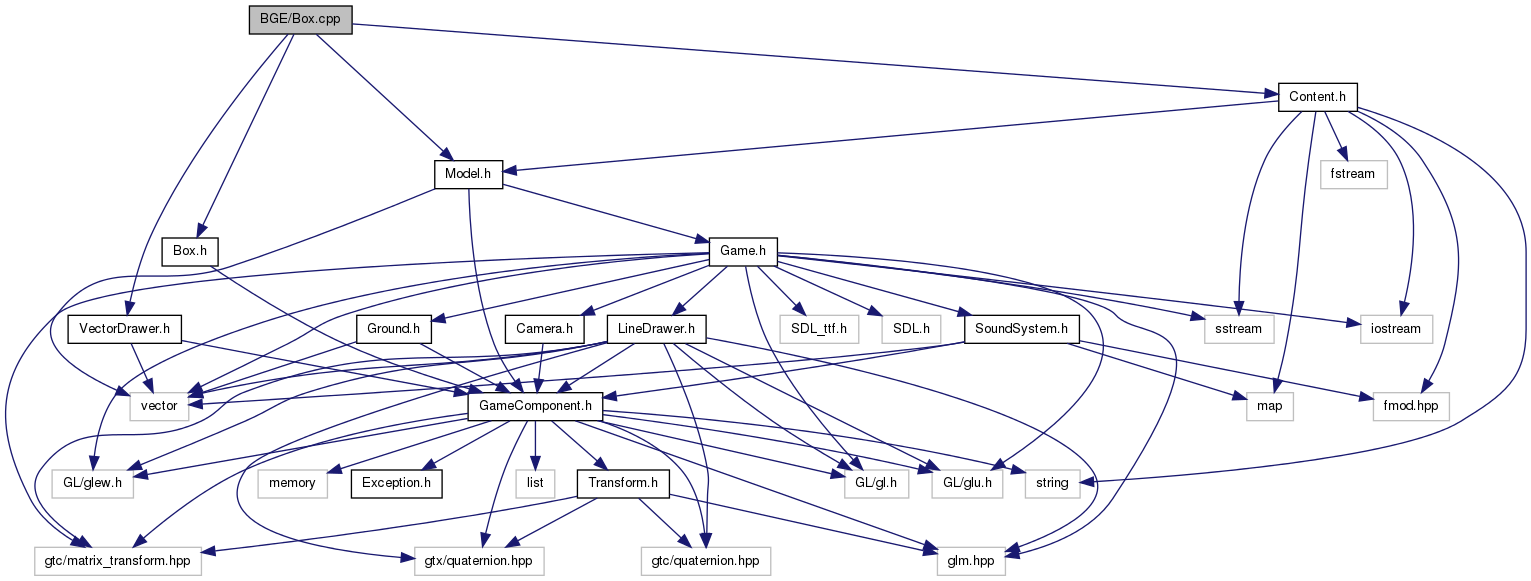 BGE/Box.cpp
Content.h
Model.h
fstream
Box.h
Game.h
VectorDrawer.h
Ground.h
Camera.h
LineDrawer.h
SDL_ttf.h
SDL.h
SoundSystem.h
sstream
iostream
vector
GameComponent.h
map
fmod.hpp
GL/glew.h
memory
Exception.h
list
Transform.h
GL/gl.h
GL/glu.h
string
gtc/matrix_transform.hpp
gtx/quaternion.hpp
gtc/quaternion.hpp
glm.hpp